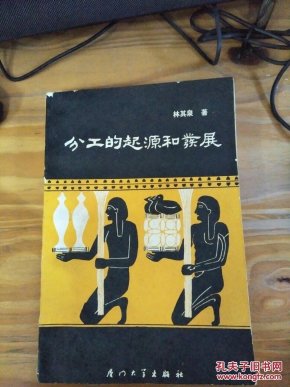 林其泉 著
分工的起源和发展
厦门大学出版社
孔夫子旧书网